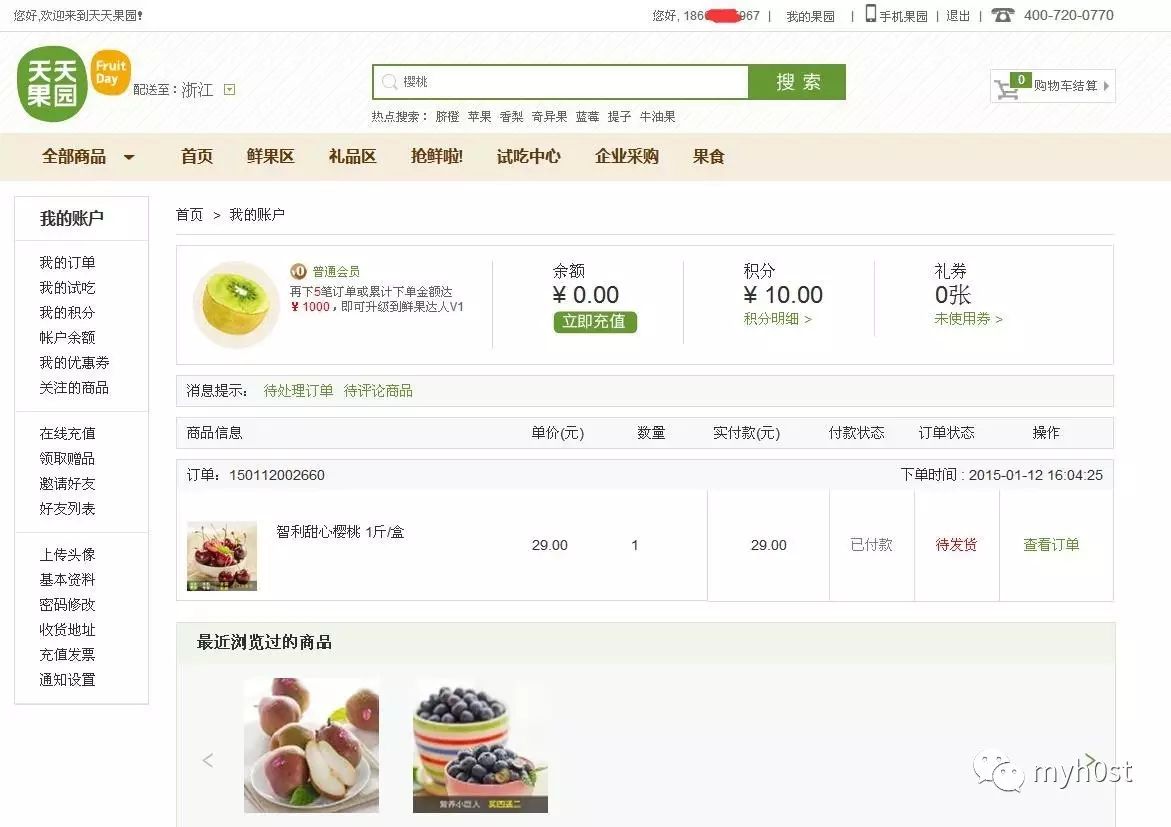 您好,欢迎来到天天果园!
您好, 186 967 | 我的果园 | 手机果园 | 退出 | 400-720-0770
天天果园
Fruit Day
配送至：浙江
樱桃
搜 索
热点搜索： 脐橙 苹果 香梨 奇异果 蓝莓 提子 牛油果
0 购物车结算
全部商品 首页 鲜果区 礼品区 抢鲜啦! 试吃中心 企业采购 果食
我的账户
我的订单
我的试吃
我的积分
帐户余额
我的优惠券
关注的商品
在线充值
领取赠品
邀请好友
好友列表
上传头像
基本资料
密码修改
收货地址
充值发票
通知设置
首页 > 我的账户
V0 普通会员
再下5笔订单或累计下单金额达
¥ 1000，即可升级到鲜果达人V1
余额
¥ 0.00
立即充值
积分
¥ 10.00
积分明细 >
礼券
0张
未使用券 >
消息提示： 待处理订单 待评论商品
商品信息 单价(元) 数量 实付款(元) 付款状态 订单状态 操作
订单：150112002660 下单时间 : 2015-01-12 16:04:25
智利甜心樱桃 1斤/盒 29.00 1 29.00 已付款 待发货 查看订单
最近浏览过的商品
< >
营养小巨人 买四送二
myh0st